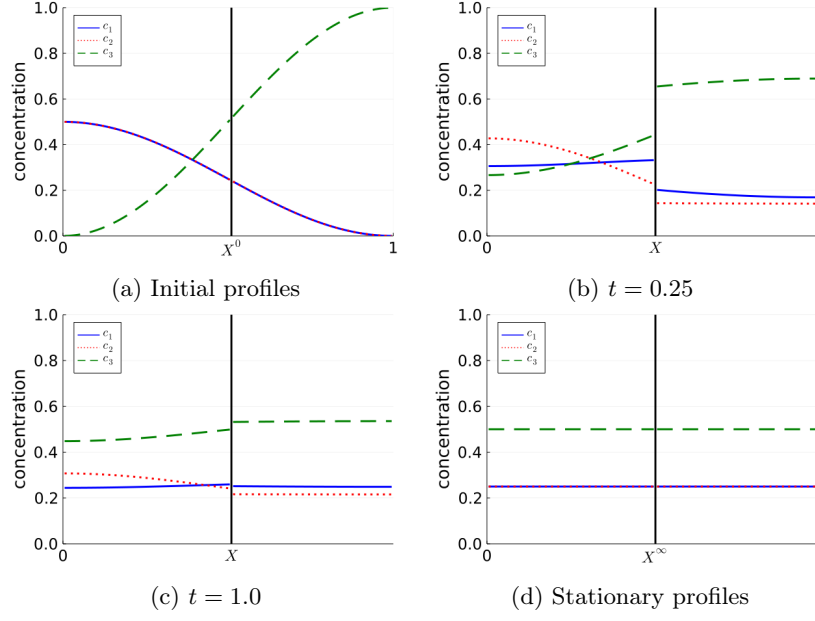 1.0
0.8
0.6
0.4
0.2
0.0
concentration
c₁
c₂
c₃
0
X⁰
1
(a) Initial profiles
1.0
0.8
0.6
0.4
0.2
0.0
concentration
c₁
c₂
c₃
0
X
(b) t = 0.25
1.0
0.8
0.6
0.4
0.2
0.0
concentration
c₁
c₂
c₃
0
X
(c) t = 1.0
1.0
0.8
0.6
0.4
0.2
0.0
concentration
c₁
c₂
c₃
0
X^∞
(d) Stationary profiles